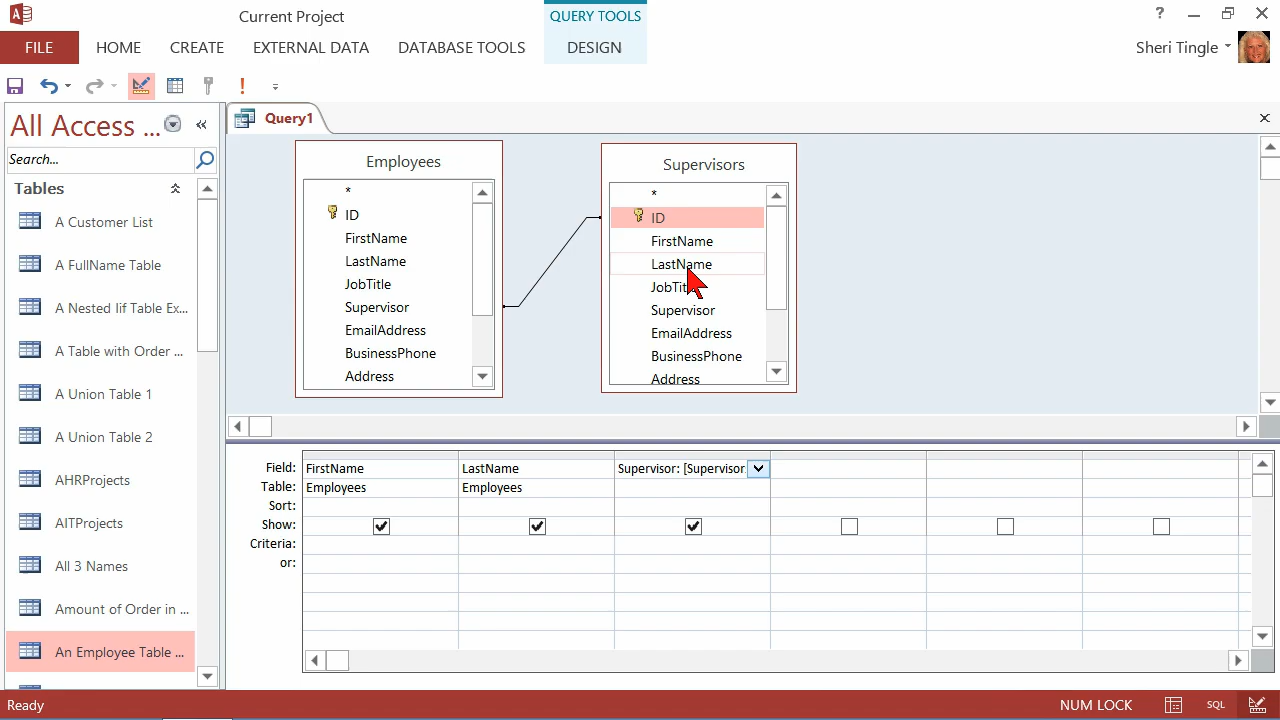 Current Project
QUERY TOOLS
?
FILE
HOME
CREATE
EXTERNAL DATA
DATABASE TOOLS
DESIGN
Sheri Tingle
All Access ...
Search...
Tables
A Customer List
A FullName Table
A Nested Iif Table Ex...
A Table with Order ...
A Union Table 1
A Union Table 2
AHRProjects
AITProjects
All 3 Names
Amount of Order in ...
An Employee Table ...
Query1
Employees
*
ID
FirstName
LastName
JobTitle
Supervisor
EmailAddress
BusinessPhone
Address
Supervisors
*
ID
FirstName
LastName
JobTitle
Supervisor
EmailAddress
BusinessPhone
Address
Field: FirstName LastName Supervisor: [Supervisor.
Table: Employees Employees
Sort:
Show:
Criteria:
or:
Ready
NUM LOCK
SQL